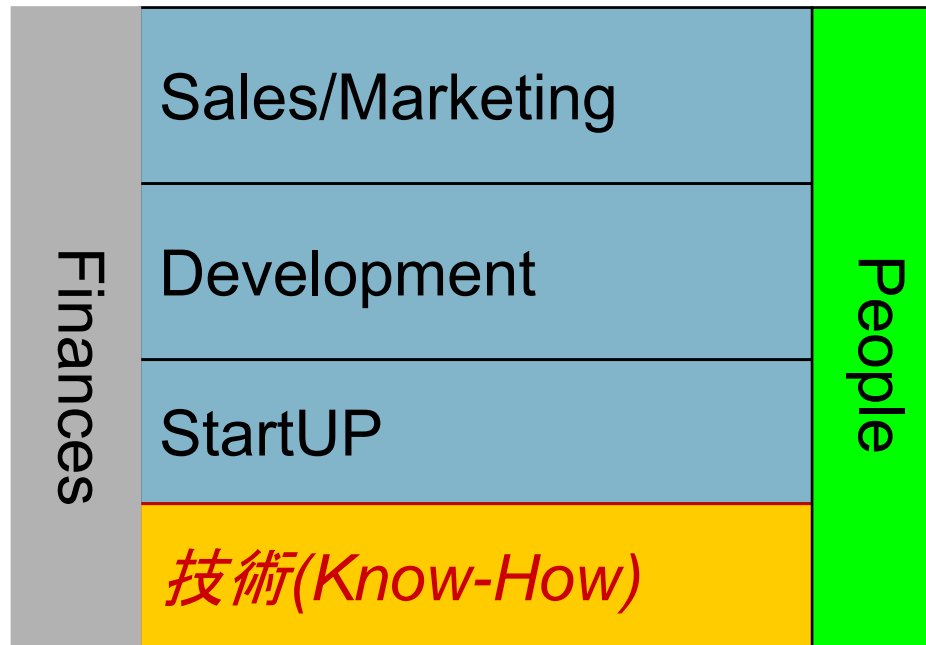 Finances
Sales/Marketing
Development
StartUP
技術(Know-How)
People